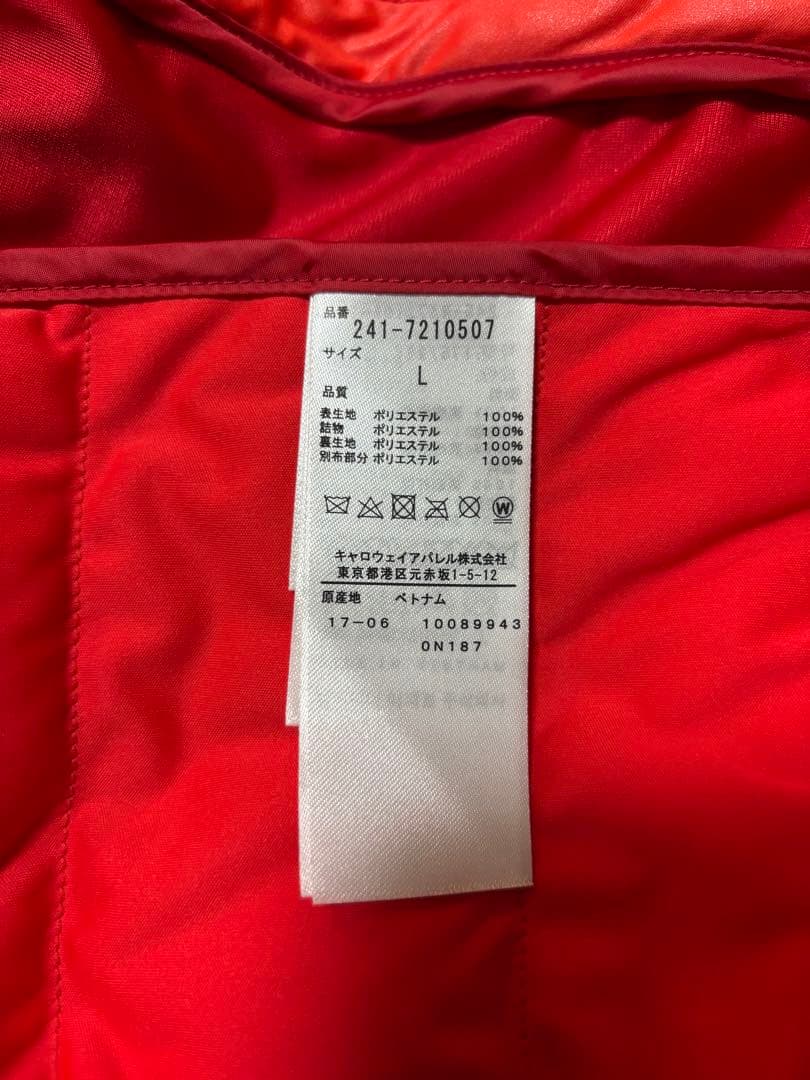 品番
241-7210507
サイズ
L
品質
表生地 ポリエステル 100%
詰物 ポリエステル 100%
裏生地 ポリエステル 100%
別布部分 ポリエステル 100%
W
キャロウェイアパレル株式会社
東京都港区元赤坂1-5-12
原産地 ベトナム
17-06 10089943
0N187